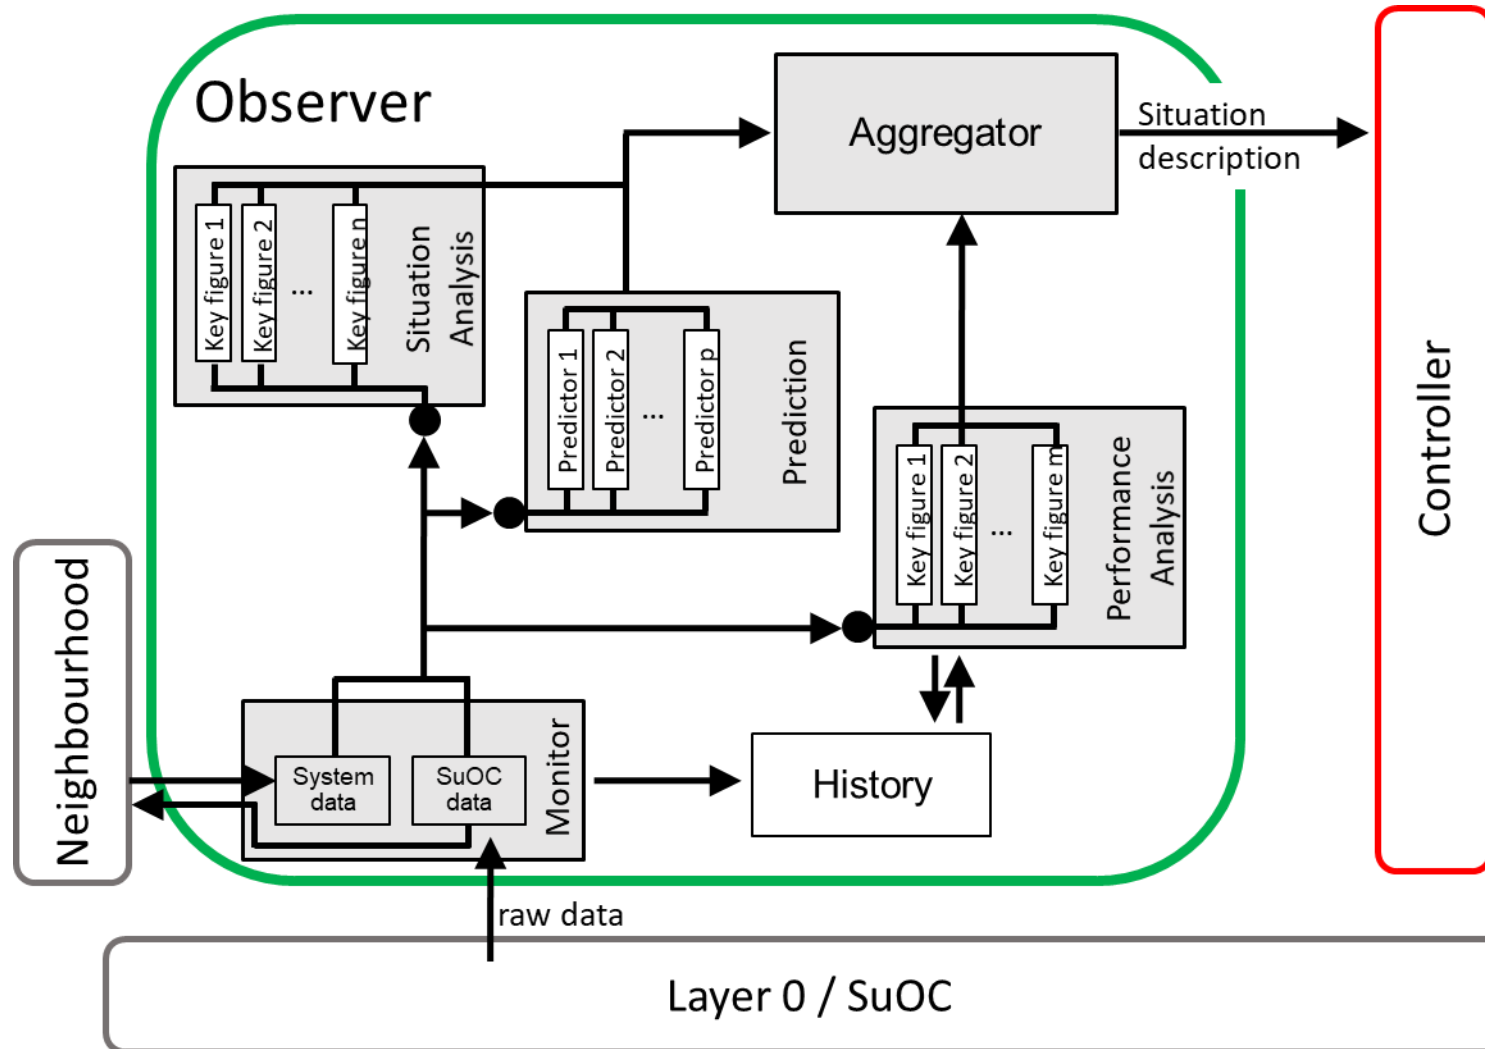 Observer
Aggregator
Situation
description
Key figure 1
Key figure 2
...
Key figure n
Situation
Analysis
Predictor 1
Predictor 2
...
Predictor p
Prediction
Key figure 1
Key figure 2
...
Key figure m
Performance
Analysis
Controller
Neighbourhood
System
data
SuOC
data
Monitor
History
raw data
Layer 0 / SuOC